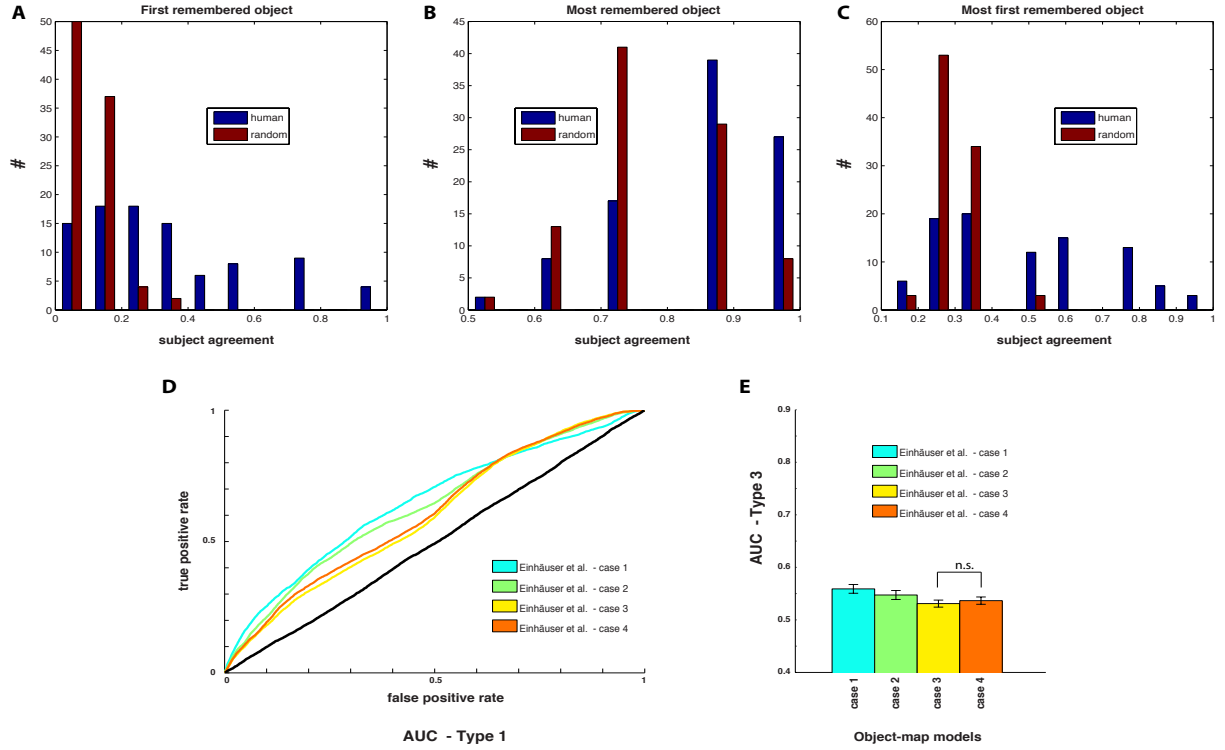 A
First remembered object
50
45
40
35
30
25
20
15
10
5
0
#
human
random
0
0.2
0.4
0.6
0.8
1
subject agreement
B
Most remembered object
45
40
35
30
25
20
15
10
5
0
#
human
random
0.5
0.6
0.7
0.8
0.9
1
subject agreement
C
Most first remembered object
60
50
40
30
20
10
0
#
human
random
0.1
0.2
0.3
0.4
0.5
0.6
0.7
0.8
0.9
1
subject agreement
D
1
0.5
0
true positive rate
Einhäuser et al. - case 1
Einhäuser et al. - case 2
Einhäuser et al. - case 3
Einhäuser et al. - case 4
0
0.5
1
false positive rate
AUC - Type 1
E
0.9
0.8
0.7
0.6
0.5
0.4
AUC - Type 3
Einhäuser et al. - case 1
Einhäuser et al. - case 2
Einhäuser et al. - case 3
Einhäuser et al. - case 4
n.s.
case 1
case 2
case 3
case 4
Object-map models